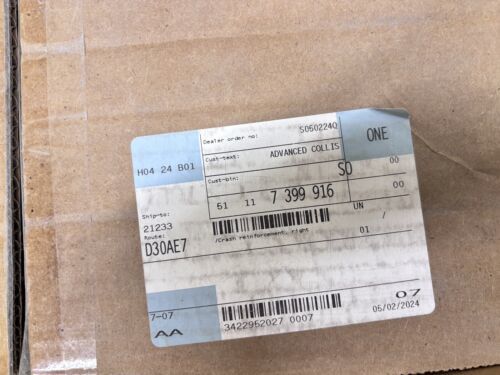 H04 24 B01
Dealer order no:
S050224Q
ONE
Cust-text:
ADVANCED COLLIS
Cust-bin:
SO
00
51 11 7 399 916
00
Ship-to:
21233
Route:
D30AE7
/Crash reinforcement, right
UN
/
01
7-07
AA
3422952027 0007
07
06/02/2024